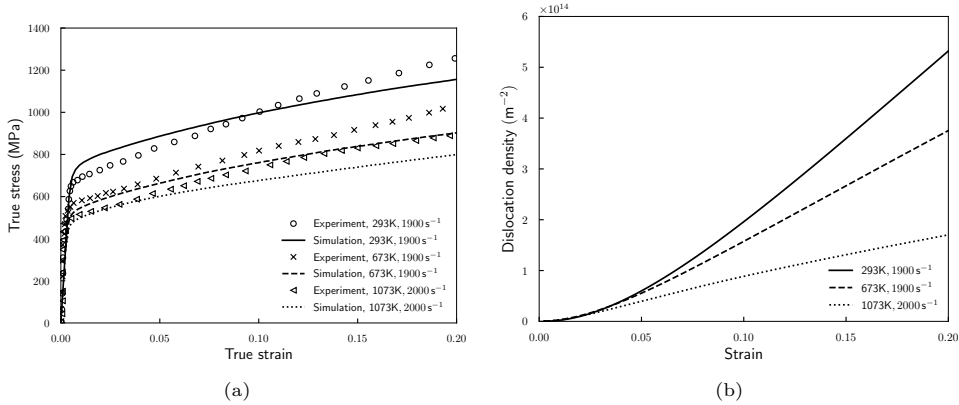 1400
1200
1000
800
600
400
200
0
True stress (MPa)
Experiment, 293K, 1900 s⁻¹
Simulation, 293K, 1900 s⁻¹
Experiment, 673K, 1900 s⁻¹
Simulation, 673K, 1900 s⁻¹
Experiment, 1073K, 2000 s⁻¹
Simulation, 1073K, 2000 s⁻¹
0.00 0.05 0.10 0.15 0.20
True strain
(a)
×10¹⁴
6
5
4
3
2
1
0
Dislocation density (m⁻²)
293K, 1900 s⁻¹
673K, 1900 s⁻¹
1073K, 2000 s⁻¹
0.05 0.10 0.15 0.20
Strain
(b)